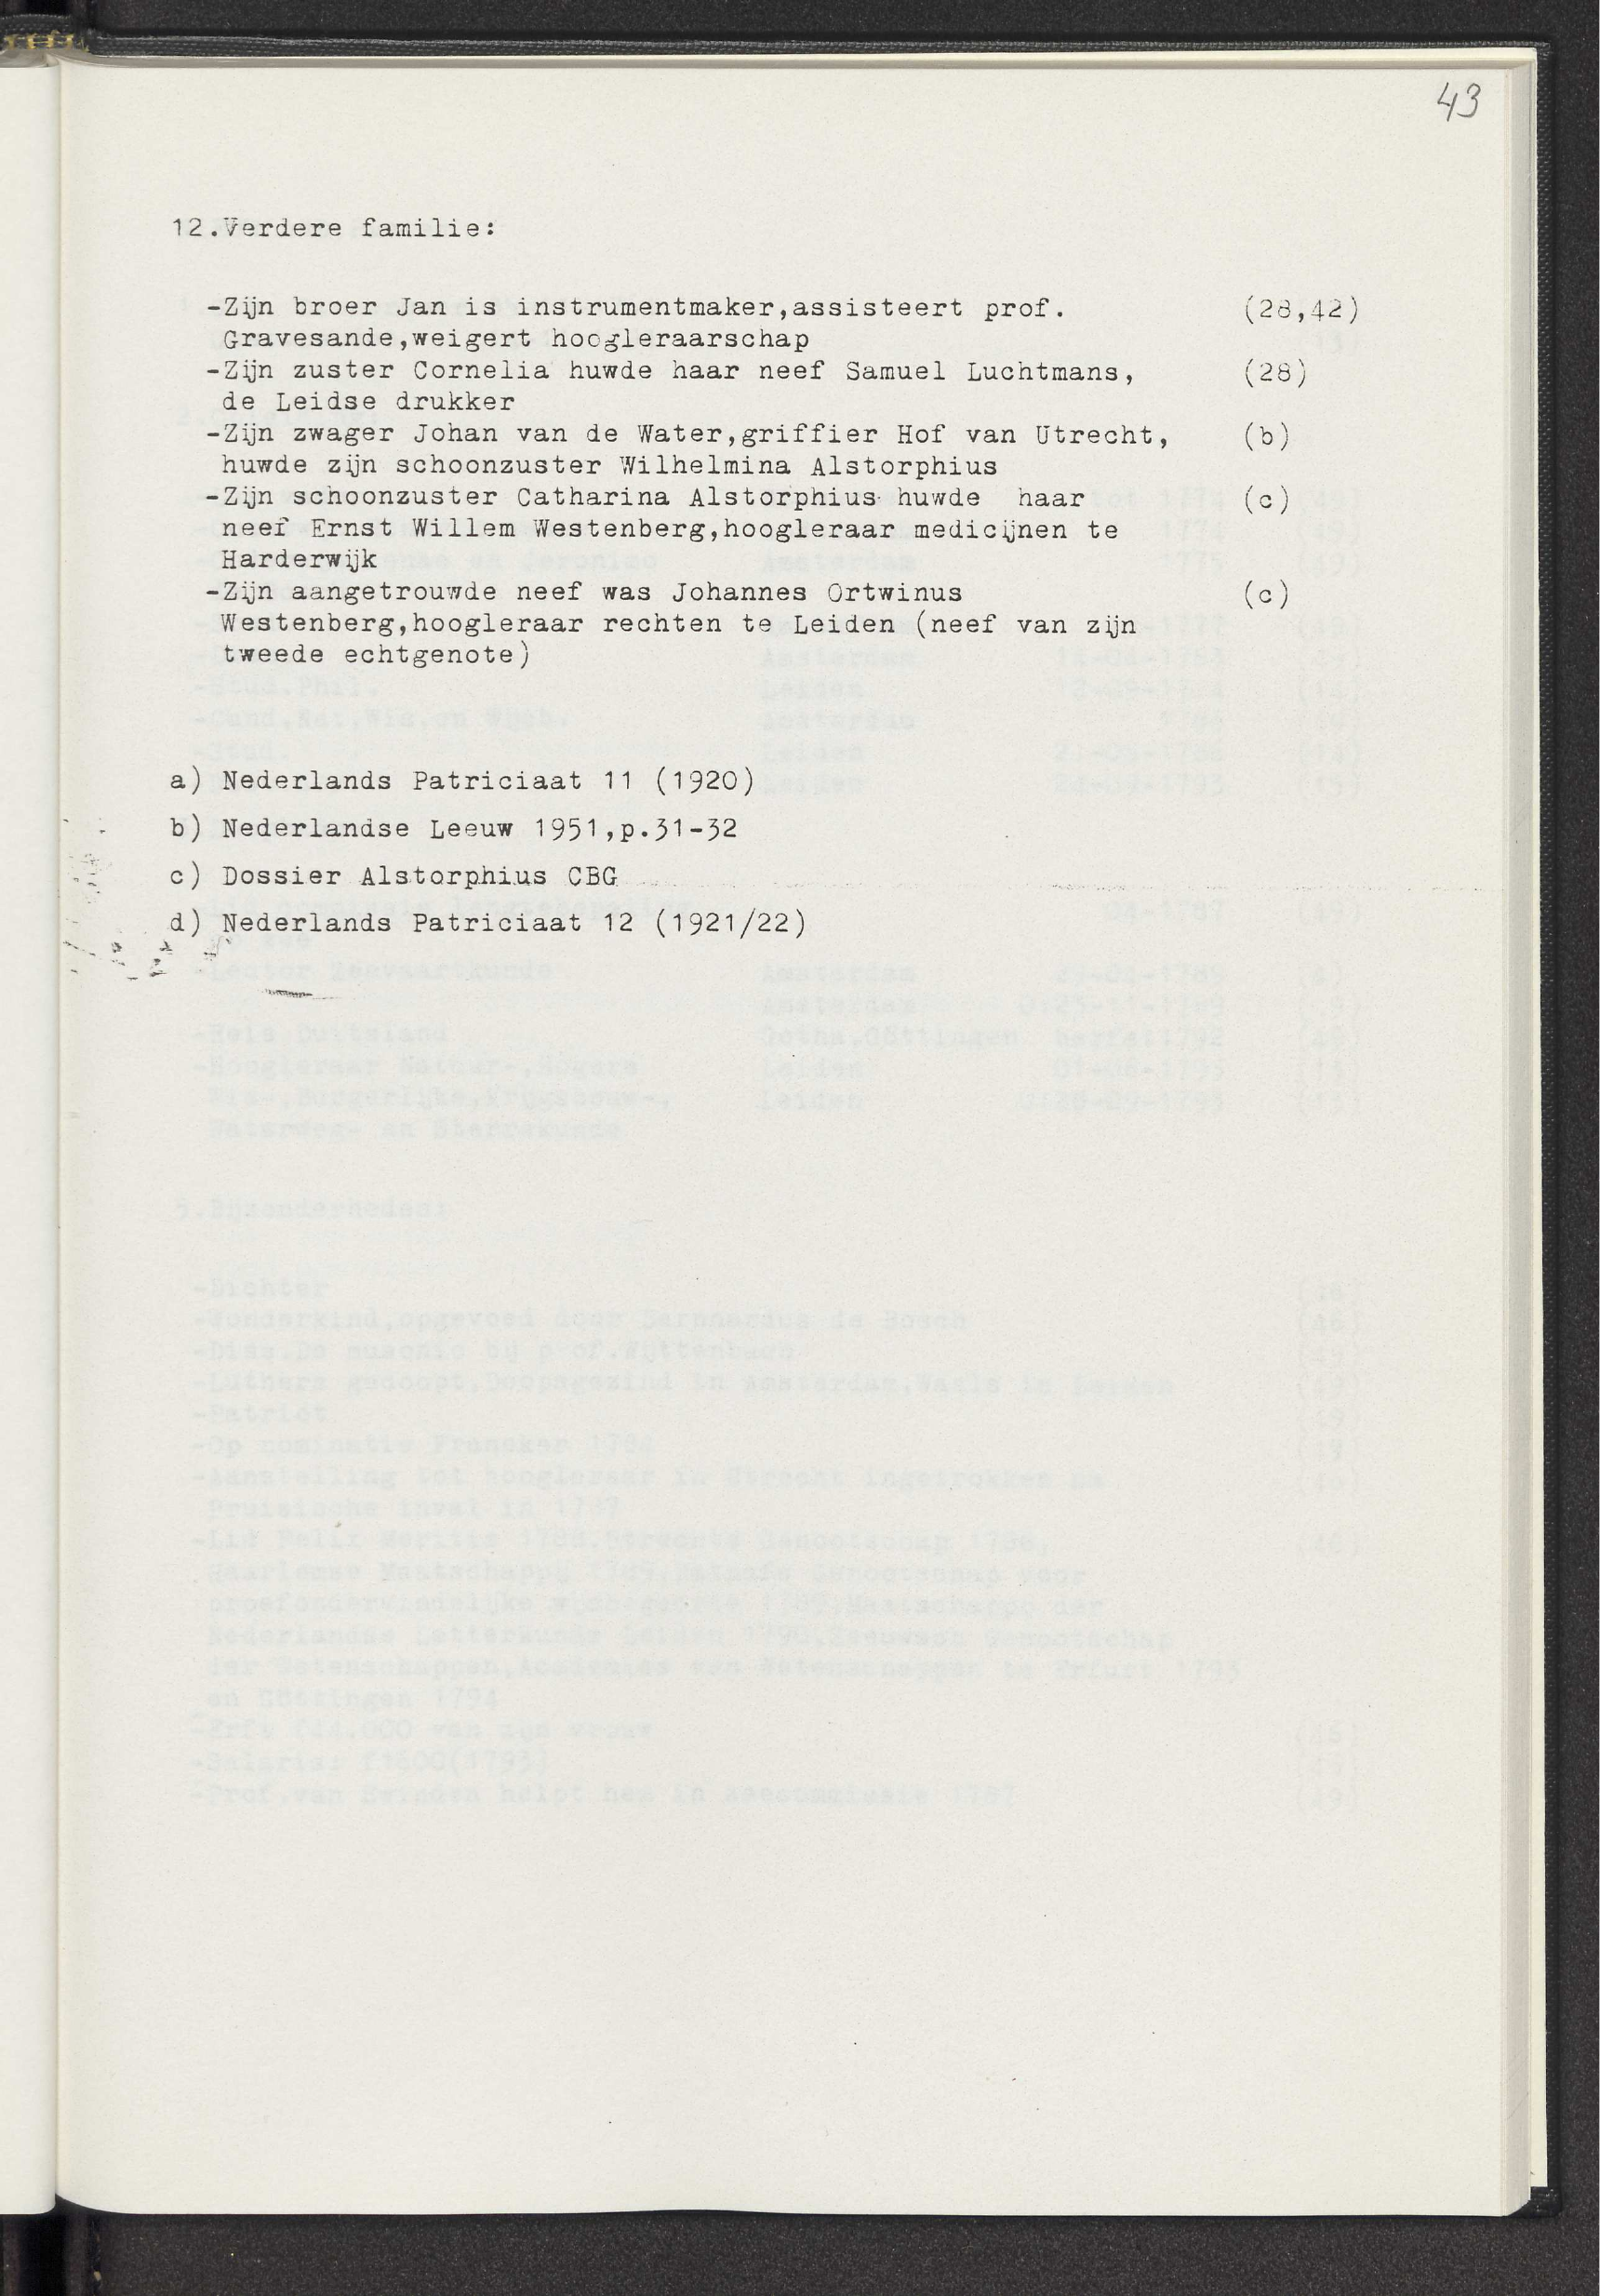 43
12.Verdere familie:
-Zijn broer Jan is instrumentmaker,assisteert prof. (28,42)
Gravesande,weigert hoogleraarschap
-Zijn zuster Cornelia huwde haar neef Samuel Luchtmans, (28)
de Leidse drukker
-Zijn zwager Johan van de Water,griffier Hof van Utrecht, (b)
huwde zijn schoonzuster Wilhelmina Alstorphius
-Zijn schoonzuster Catharina Alstorphius huwde haar (c)
neef Ernst Willem Westenberg,hoogleraar medicijnen te
Harderwijk
-Zijn aangetrouwde neef was Johannes Ortwinus (c)
Westenberg,hoogleraar rechten te Leiden (neef van zijn
tweede echtgenote)
a) Nederlands Patriciaat 11 (1920)
b) Nederlandse Leeuw 1951,p.31-32
c) Dossier Alstorphius CBG
d) Nederlands Patriciaat 12 (1921/22)